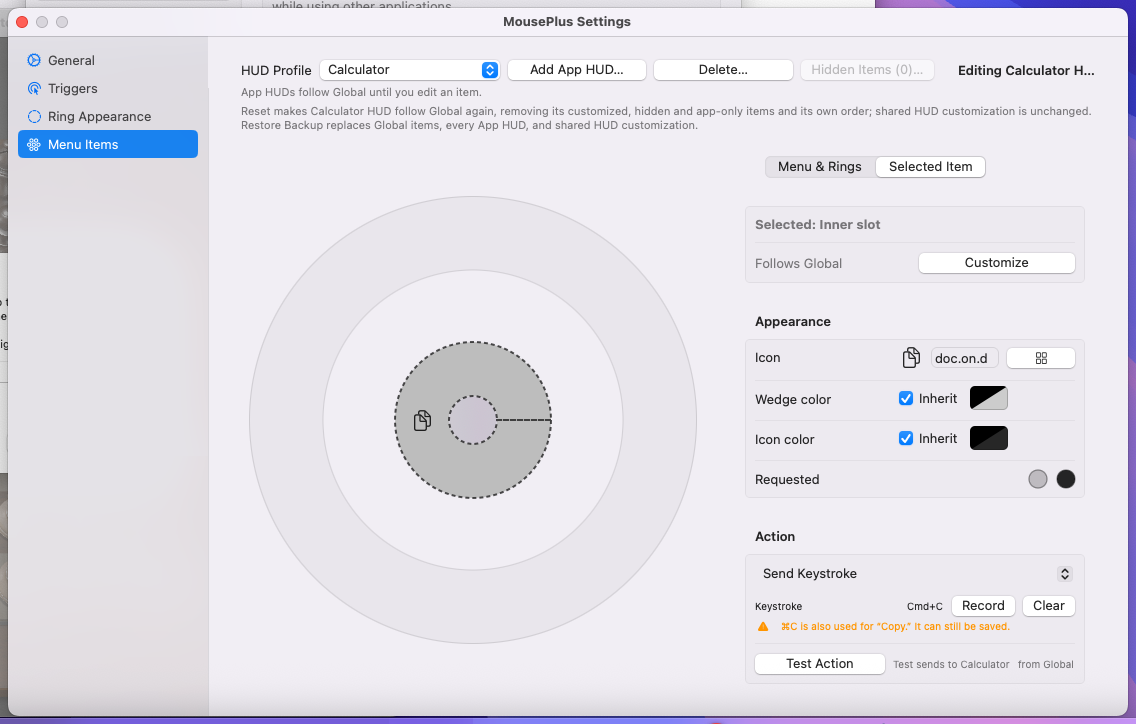 while using other applications.
MousePlus Settings
General
Triggers
Ring Appearance
Menu Items
HUD Profile
Calculator
Add App HUD...
Delete...
Hidden Items (0)...
Editing Calculator H...
App HUDs follow Global until you edit an item.
Reset makes Calculator HUD follow Global again, removing its customized, hidden and app-only items and its own order; shared HUD customization is unchanged.
Restore Backup replaces Global items, every App HUD, and shared HUD customization.
Menu & Rings
Selected Item
Selected: Inner slot
Follows Global
Customize
Appearance
Icon
doc.on.d
Wedge color
Inherit
Icon color
Inherit
Requested
Action
Send Keystroke
Keystroke
Cmd+C
Record
Clear
⌘C is also used for "Copy." It can still be saved.
Test Action
Test sends to Calculator
from Global